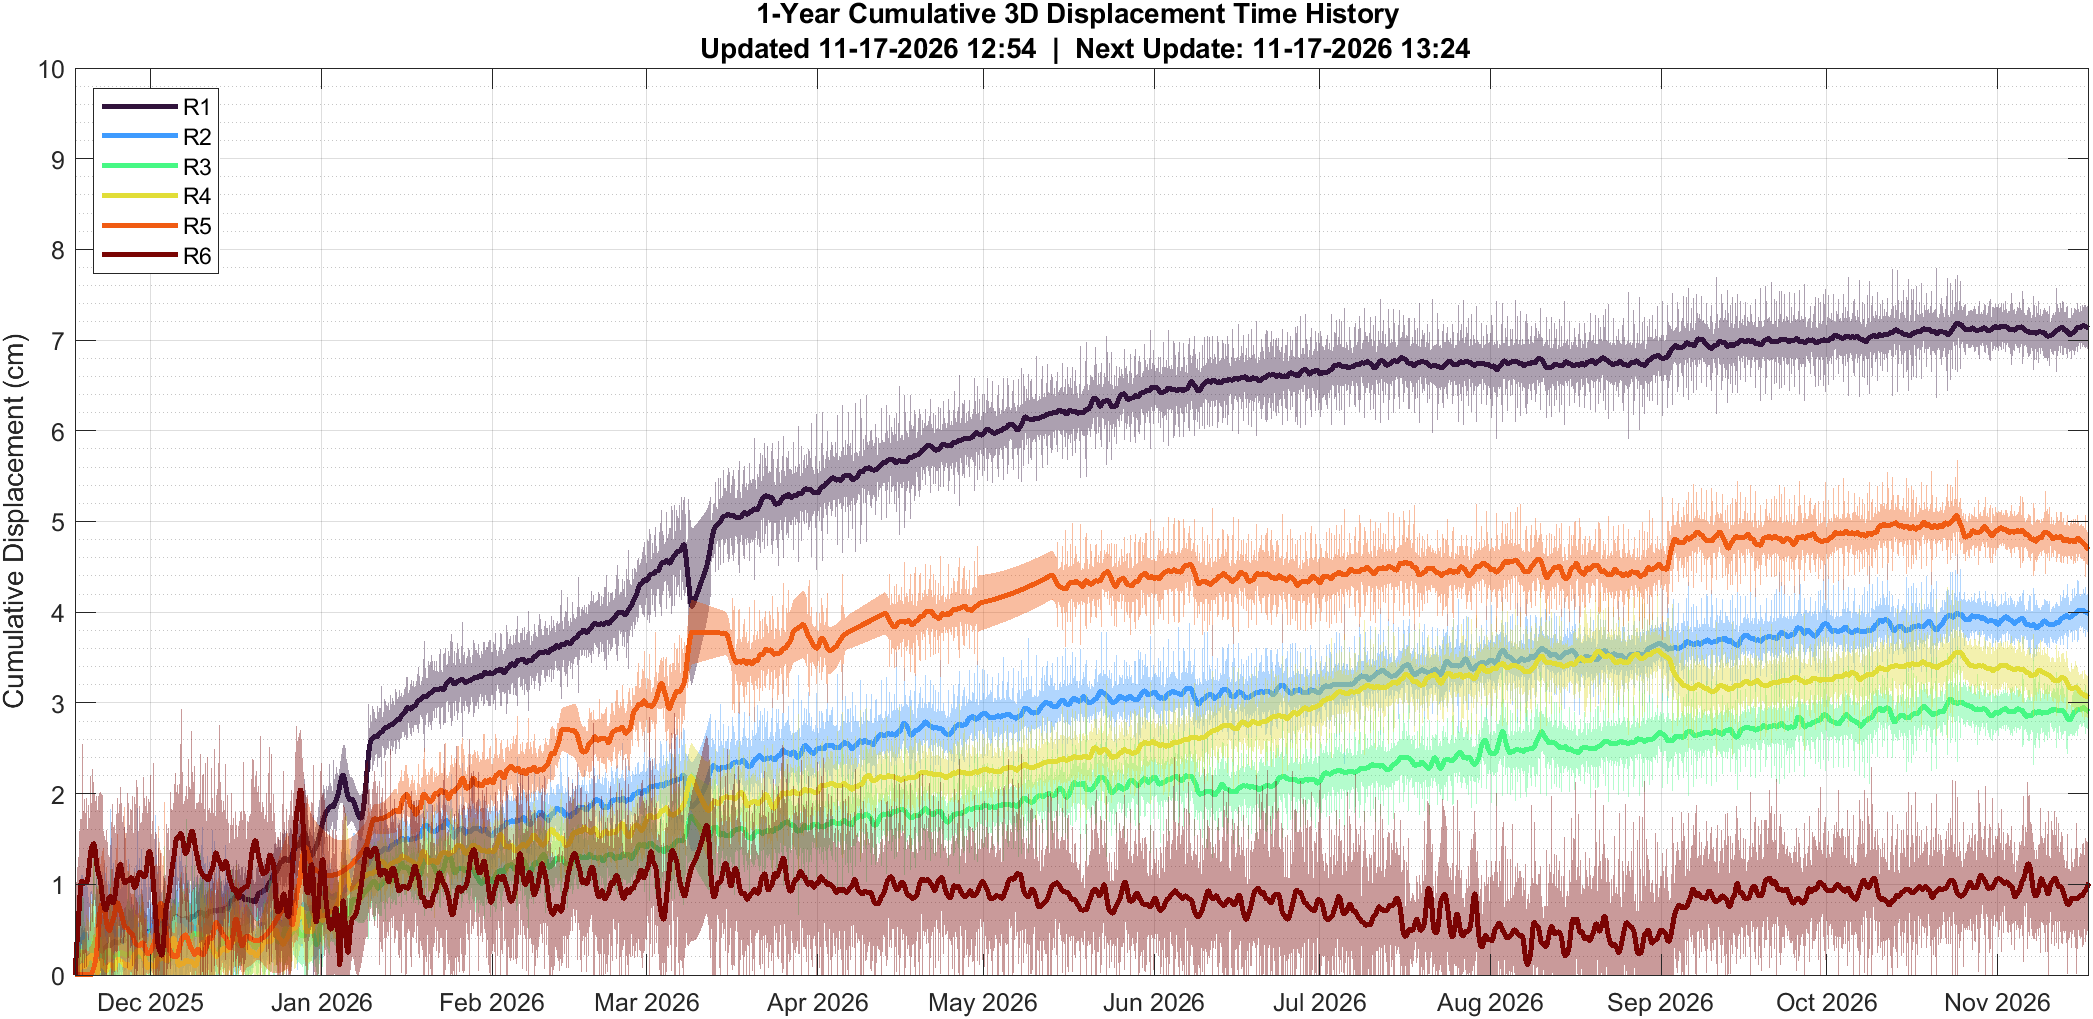 1-Year Cumulative 3D Displacement Time History
Updated 11-17-2026 12:54 | Next Update: 11-17-2026 13:24
Cumulative Displacement (cm)
10
9
8
7
6
5
4
3
2
1
0
R1
R2
R3
R4
R5
R6
Dec 2025 Jan 2026 Feb 2026 Mar 2026 Apr 2026 May 2026 Jun 2026 Jul 2026 Aug 2026 Sep 2026 Oct 2026 Nov 2026